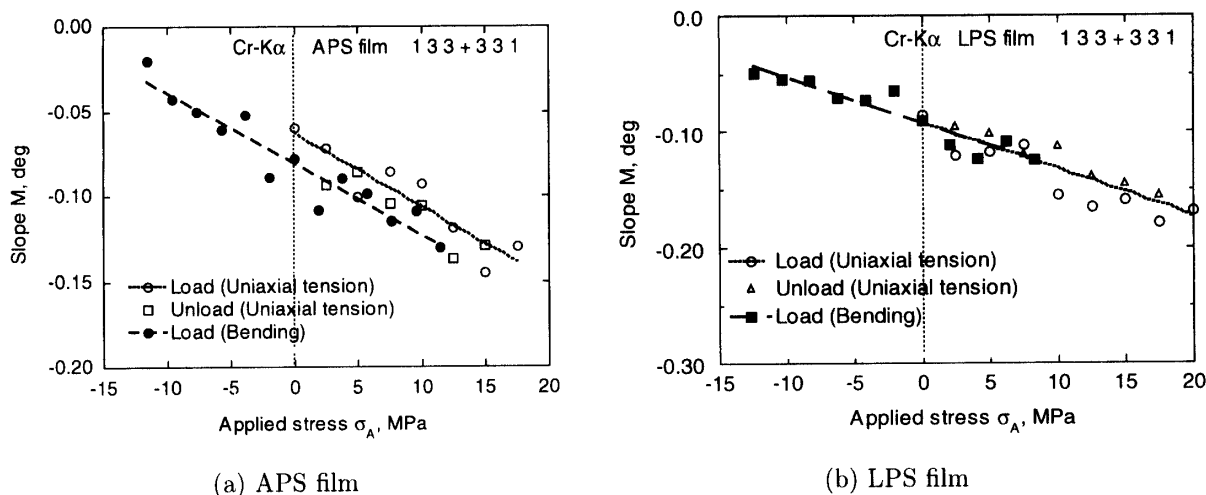 0.00
-0.05
-0.10
-0.15
-0.20
Slope M, deg
Cr-Kα APS film 1 3 3 + 3 3 1
Load (Uniaxial tension)
Unload (Uniaxial tension)
Load (Bending)
-15 -10 -5 0 5 10 15 20
Applied stress σA, MPa
(a) APS film
0.0
-0.10
-0.20
-0.30
Slope M, deg
Cr-Kα LPS film 1 3 3 + 3 3 1
Load (Uniaxial tension)
Unload (Uniaxial tension)
Load (Bending)
-15 -10 -5 0 5 10 15 20
Applied stress σA, MPa
(b) LPS film